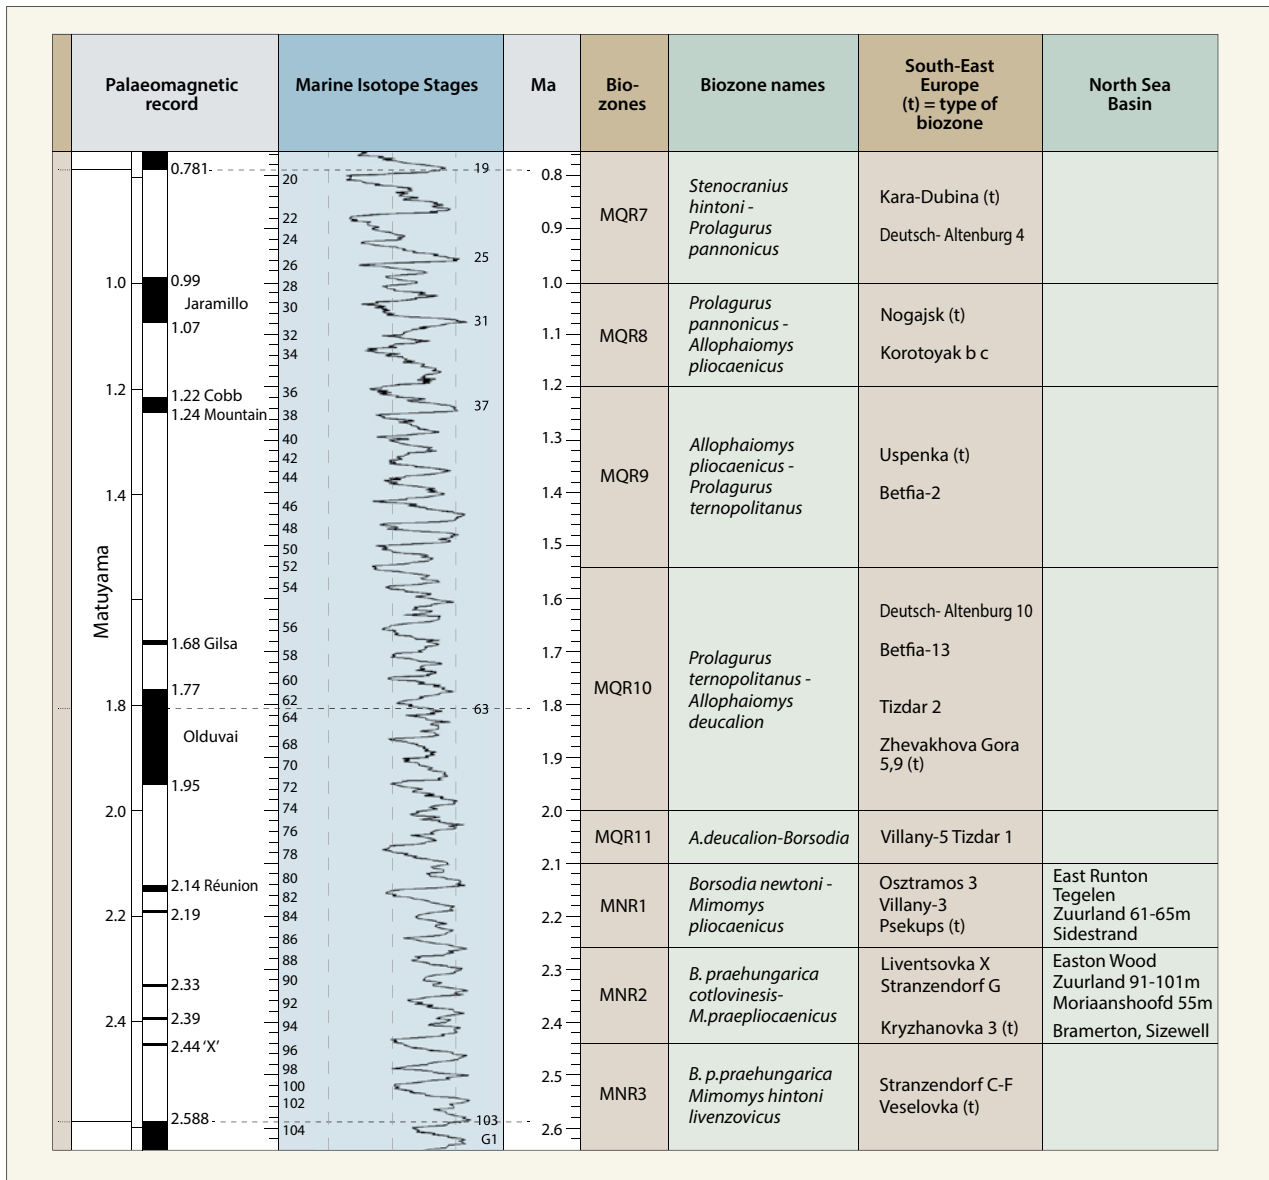 Palaeomagnetic
record
Marine Isotope Stages
Ma
Bio-
zones
Biozone names
South-East
Europe
(t) = type of
biozone
North Sea
Basin
Matuyama
1.0
1.2
1.4
1.8
2.0
2.2
2.4
0.781
0.99
Jaramillo
1.07
1.22 Cobb
1.24 Mountain
1.68 Gilsa
1.77
Olduvai
1.95
2.14 Réunion
2.19
2.33
2.39
2.44 ‘X’
2.588
20
22
24
26
28
30
32
34
36
38
40
42
44
46
48
50
52
54
56
58
60
62
64
68
70
72
74
76
78
80
82
84
86
88
90
92
94
96
98
100
102
104
19
25
31
37
63
103
G1
0.8
0.9
1.0
1.1
1.2
1.3
1.4
1.5
1.6
1.7
1.8
1.9
2.0
2.1
2.2
2.3
2.4
2.5
2.6
MQR7
Stenocranius
hintoni -
Prolagurus
pannonicus
Kara-Dubina (t)
Deutsch- Altenburg 4
MQR8
Prolagurus
pannonicus -
Allophaiomys
pliocaenicus
Nogajsk (t)
Korotoyak b c
MQR9
Allophaiomys
pliocaenicus -
Prolagurus
ternopolitanus
Uspenka (t)
Betfia-2
MQR10
Prolagurus
ternopolitanus -
Allophaiomys
deucalion
Deutsch- Altenburg 10
Betfia-13
Tizdar 2
Zhevakhova Gora
5,9 (t)
MQR11
A.deucalion-Borsodia
Villany-5 Tizdar 1
MNR1
Borsodia newtoni -
Mimomys
pliocaenicus
Osztramos 3
Villany-3
Psekups (t)
East Runton
Tegelen
Zuurland 61-65m
Sidestrand
MNR2
B. praehungarica
cotlovinesis-
M.praepliocaenicus
Liventsovka X
Stranzendorf G
Kryzhanovka 3 (t)
Easton Wood
Zuurland 91-101m
Moriaanshoofd 55m
Bramerton, Sizewell
MNR3
B. p.praehungarica
Mimomys hintoni
livenzovicus
Stranzendorf C-F
Veselovka (t)